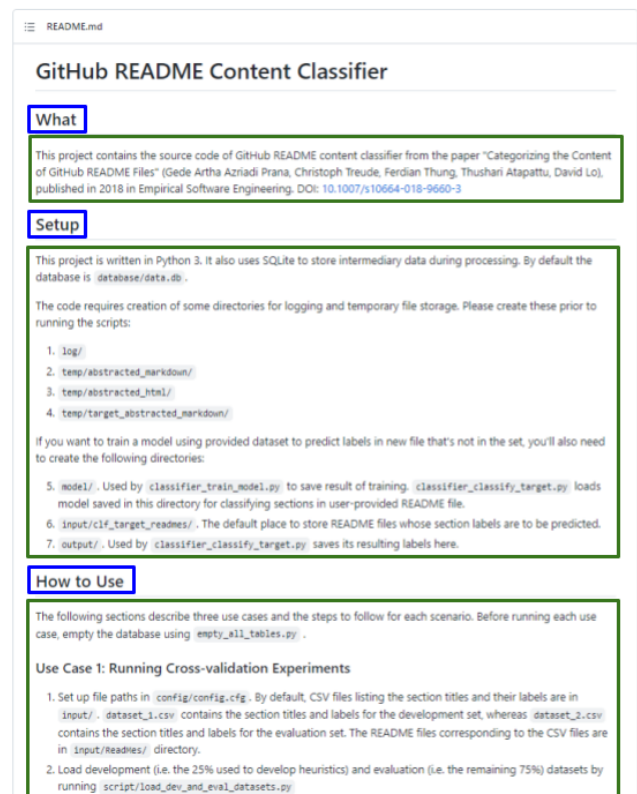 README.md
GitHub README Content Classifier
What
This project contains the source code of GitHub README content classifier from the paper "Categorizing the Content
of GitHub README Files" (Gede Artha Azriadi Prana, Christoph Treude, Ferdian Thung, Thushari Atapattu, David Lo),
published in 2018 in Empirical Software Engineering. DOI: 10.1007/s10664-018-9660-3
Setup
This project is written in Python 3. It also uses SQLite to store intermediary data during processing. By default the
database is database/data.db .
The code requires creation of some directories for logging and temporary file storage. Please create these prior to
running the scripts:
1. log/
2. temp/abstracted_markdown/
3. temp/abstracted_html/
4. temp/target_abstracted_markdown/
If you want to train a model using provided dataset to predict labels in new file that's not in the set, you'll also need
to create the following directories:
5. model/ . Used by classifier_train_model.py to save result of training. classifier_classify_target.py loads
model saved in this directory for classifying sections in user-provided README file.
6. input/clf_target_readmes/ . The default place to store README files whose section labels are to be predicted.
7. output/ . Used by classifier_classify_target.py saves its resulting labels here.
How to Use
The following sections describe three use cases and the steps to follow for each scenario. Before running each use
case, empty the database using empty_all_tables.py .
Use Case 1: Running Cross-validation Experiments
1. Set up file paths in config/config.cfg . By default, CSV files listing the section titles and their labels are in
input/ . dataset_1.csv contains the section titles and labels for the development set, whereas dataset_2.csv
contains the section titles and labels for the evaluation set. The README files corresponding to the CSV files are
in input/ReadMes/ directory.
2. Load development (i.e. the 25% used to develop heuristics) and evaluation (i.e. the remaining 75%) datasets by
running script/load_dev_and_eval_datasets.py